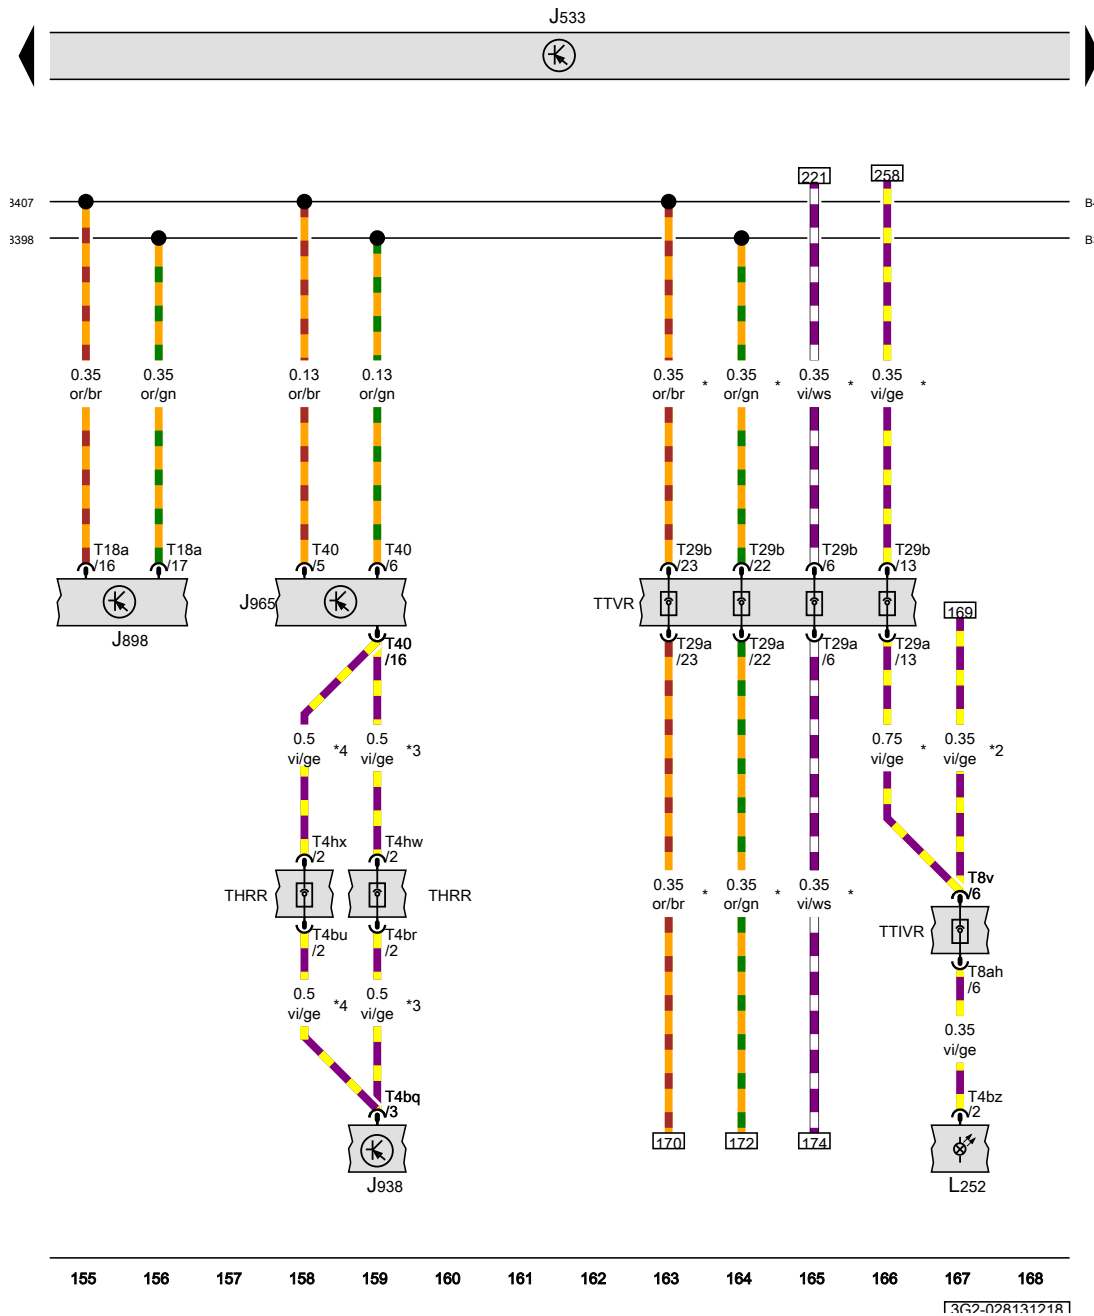 J533
221 258
3407
3398
0.35 0.35 0.13 0.13 0.35 * 0.35 * 0.35 * 0.35 *
or/br or/gn or/br or/gn or/br or/gn vi/ws vi/ge
T18a /16 T18a /17 T40 /5 T40 /6 T29b /23 T29b /22 T29b /6 T29b /13
J965 TTVR 169
J898
T40 /16 T29a /23 T29a /22 T29a /6 T29a /13
0.5 *4 0.5 *3 0.75 * 0.35 *2
vi/ge vi/ge vi/ge vi/ge
T4hx /2 T4hw /2 T8v /6
THRR THRR
0.35 * 0.35 * 0.35 *
or/br or/gn vi/ws
TTIVR
T4bu /2 T4br /2 T8ah /6
0.5 *4 0.5 *3
vi/ge vi/ge
0.35
vi/ge
T4bq /3 T4bz /2
170 172 174
J938 L252
155 156 157 158 159 160 161 162 163 164 165 166 167 168
3G2-028131218